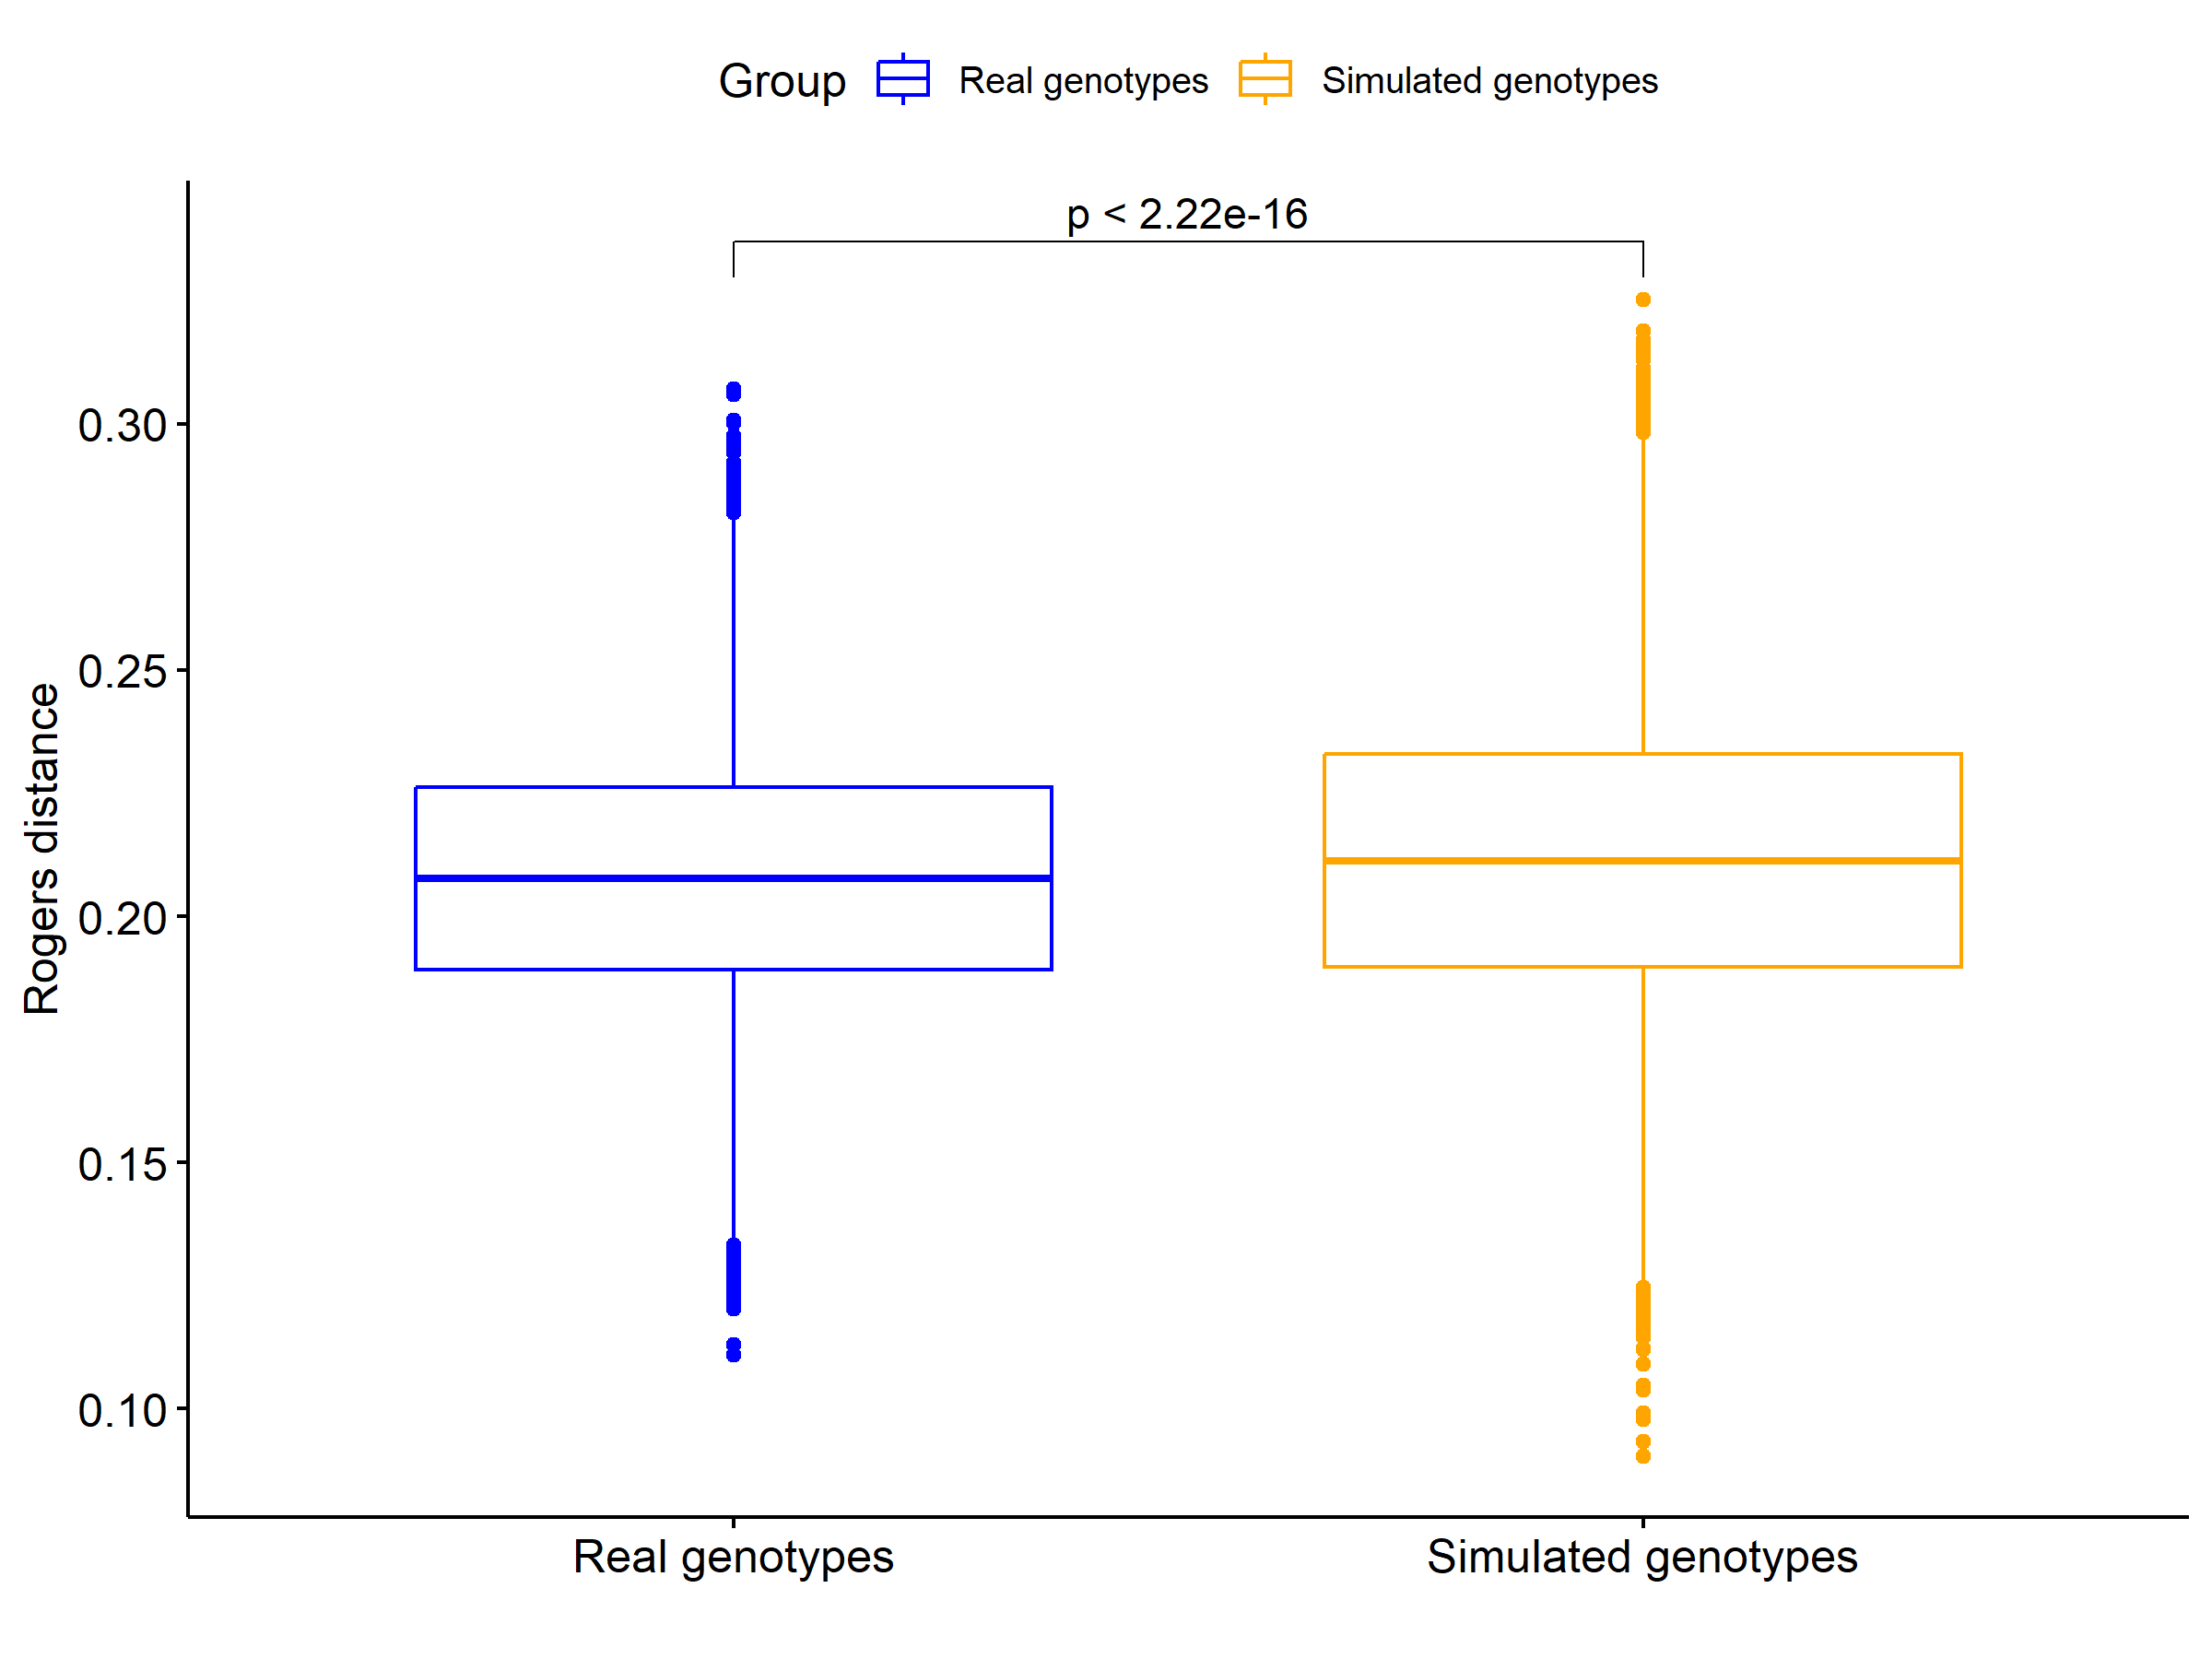 Group Real genotypes Simulated genotypes
p < 2.22e-16
0.30
0.25
0.20
0.15
0.10
Rogers distance
Real genotypes Simulated genotypes